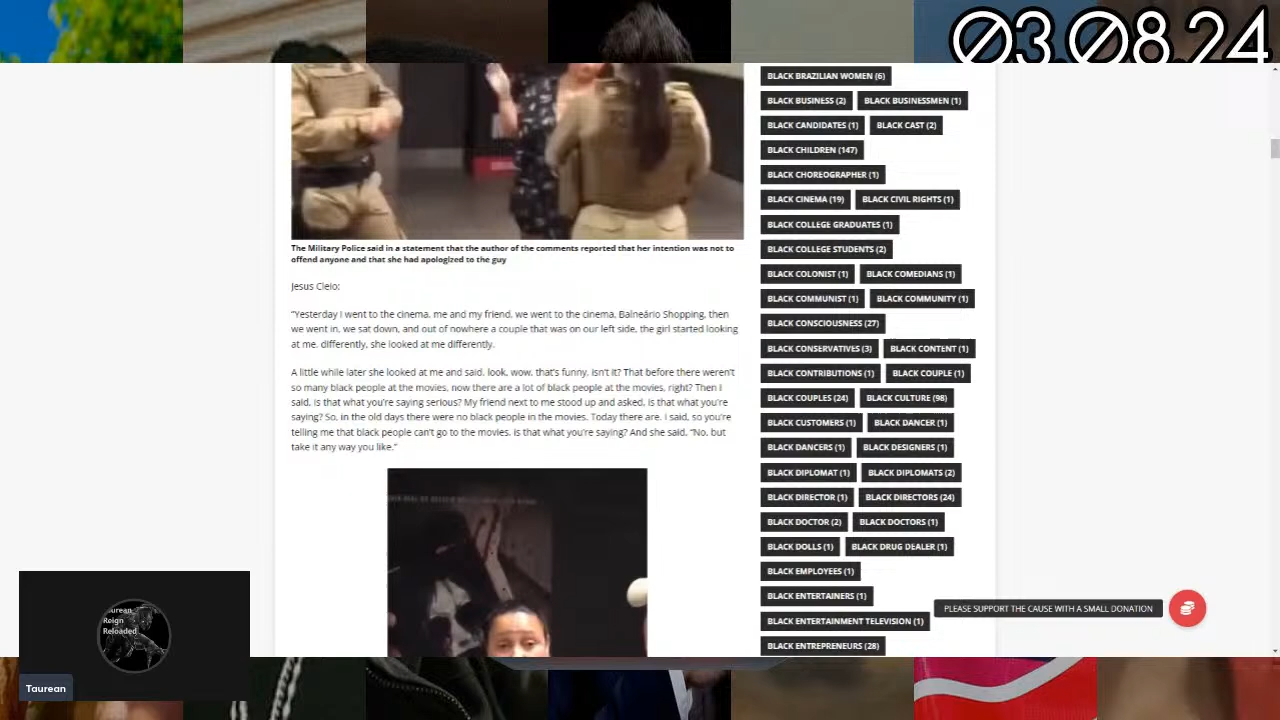 03.08.24
The Military Police said in a statement that the author of the comments reported that her intention was not to
offend anyone and that she had apologized to the guy
Jesus Cleio:
"Yesterday I went to the cinema, me and my friend, we went to the cinema, Balneário Shopping, then
we went in, we sat down, and out of nowhere a couple that was on our left side, the girl started looking
at me, differently, she looked at me differently.
A little while later she looked at me and said, look, wow, that's funny, isn't it? That before there weren't
so many black people at the movies, now there are a lot of black people at the movies, right? Then I
said, is that what you're saying serious? My friend next to me stood up and asked, is that what you're
saying? So, in the old days there were no black people in the movies. Today there are. I said, so you're
telling me that black people can't go to the movies, is that what you're saying? And she said, "No, but
take it any way you like."
BLACK BRAZILIAN WOMEN (6)
BLACK BUSINESS (2) BLACK BUSINESSMEN (1)
BLACK CANDIDATES (1) BLACK CAST (2)
BLACK CHILDREN (147)
BLACK CHOREOGRAPHER (1)
BLACK CINEMA (19) BLACK CIVIL RIGHTS (1)
BLACK COLLEGE GRADUATES (1)
BLACK COLLEGE STUDENTS (2)
BLACK COLONIST (1) BLACK COMEDIANS (1)
BLACK COMMUNIST (1) BLACK COMMUNITY (1)
BLACK CONSCIOUSNESS (27)
BLACK CONSERVATIVES (3) BLACK CONTENT (1)
BLACK CONTRIBUTIONS (1) BLACK COUPLE (1)
BLACK COUPLES (24) BLACK CULTURE (98)
BLACK CUSTOMERS (1) BLACK DANCER (1)
BLACK DANCERS (1) BLACK DESIGNERS (1)
BLACK DIPLOMAT (1) BLACK DIPLOMATS (2)
BLACK DIRECTOR (1) BLACK DIRECTORS (24)
BLACK DOCTOR (2) BLACK DOCTORS (1)
BLACK DOLLS (1) BLACK DRUG DEALER (1)
BLACK EMPLOYEES (1)
BLACK ENTERTAINERS (1)
BLACK ENTERTAINMENT TELEVISION (1)
BLACK ENTREPRENEURS (28)
PLEASE SUPPORT THE CAUSE WITH A SMALL DONATION
Reign
Reloaded
Taurean